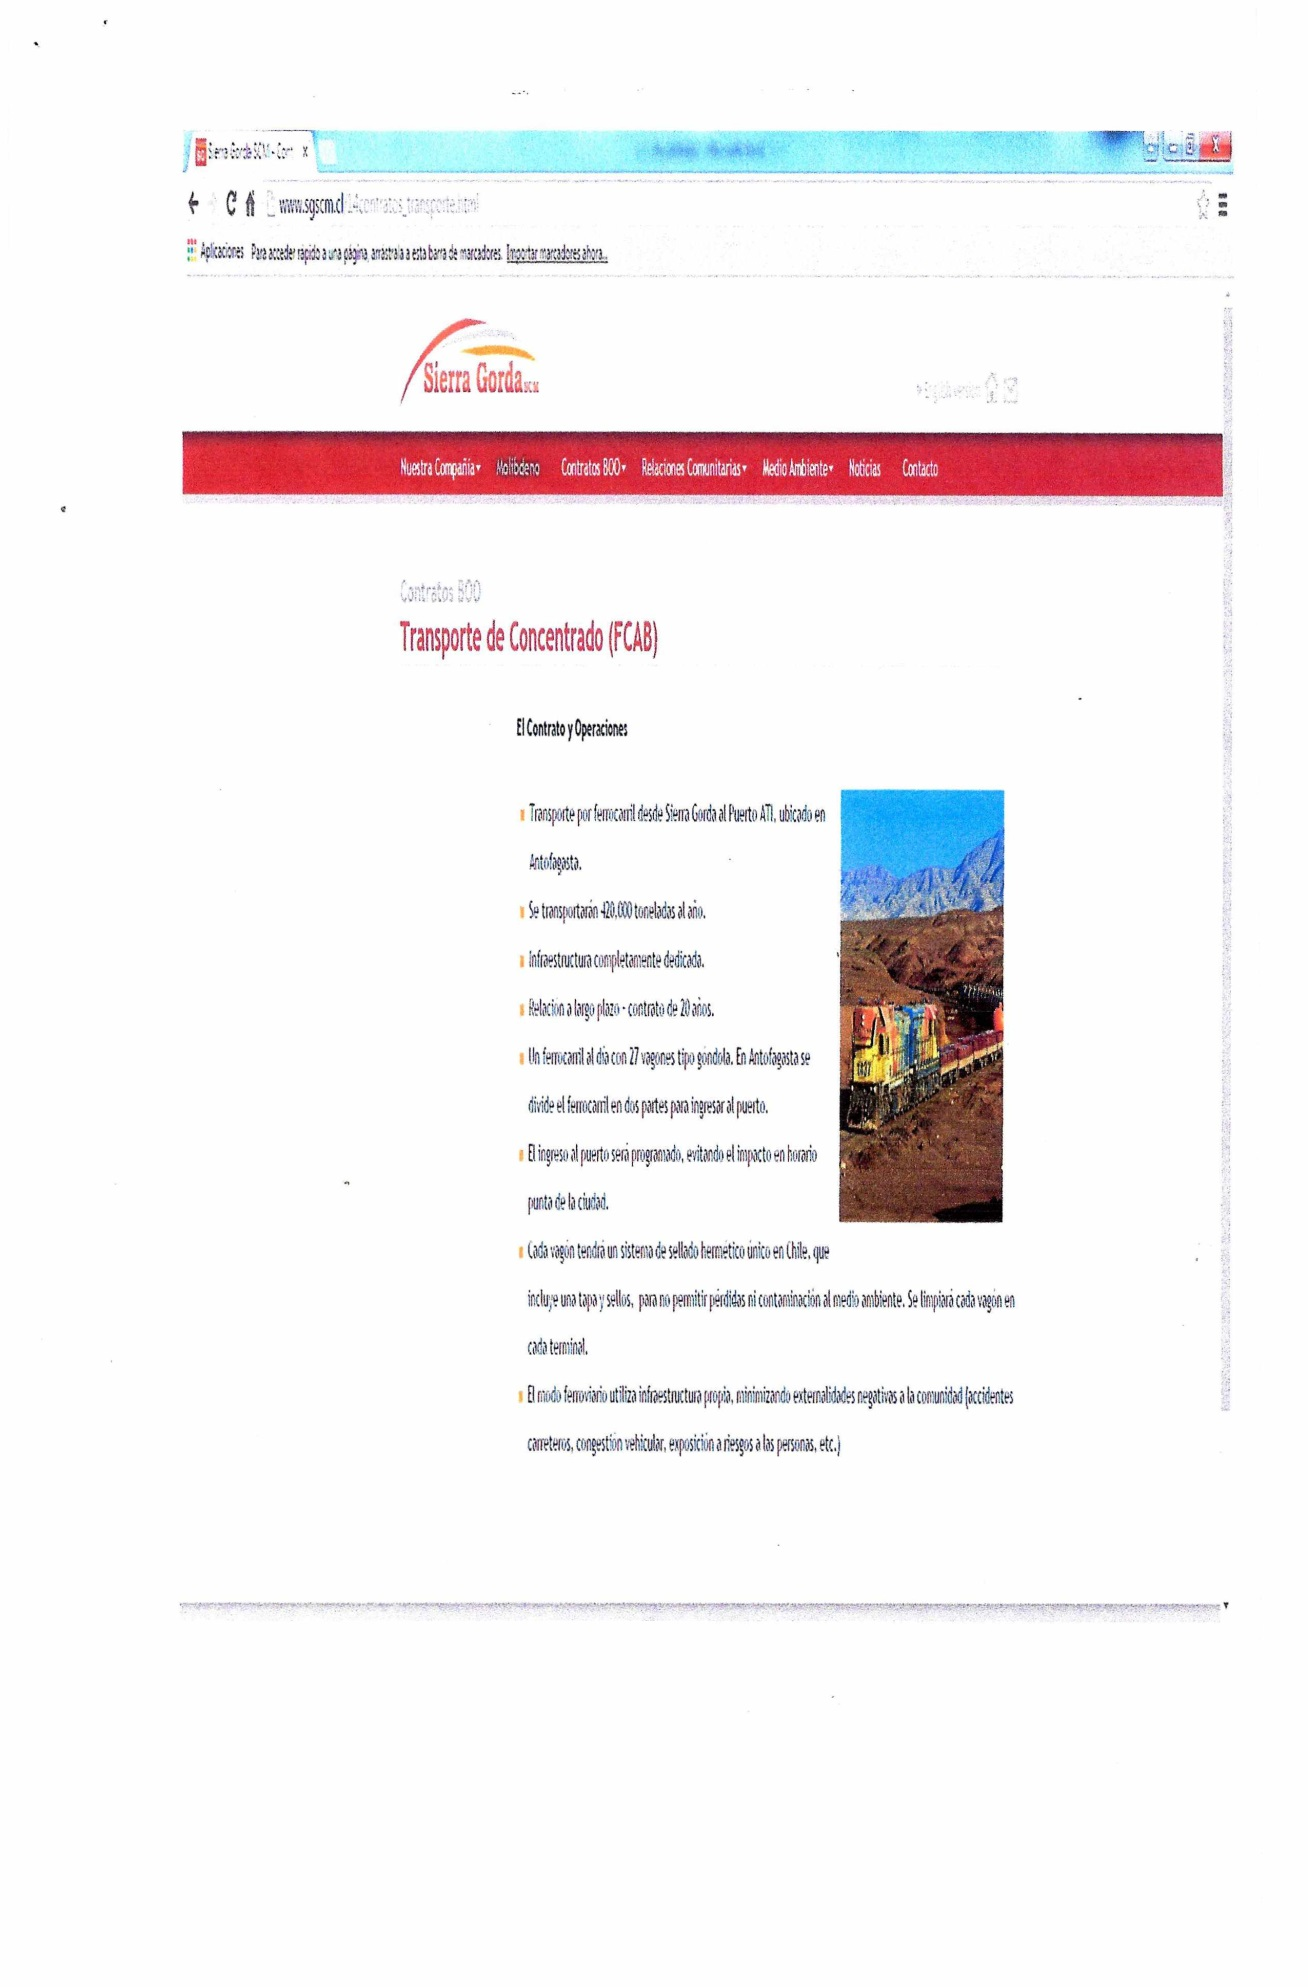 Sierra Gorda SCM - Con
www.sgscm.cl
Aplicaciones Para acceder rápido a una página, arrástrala a esta barra de marcadores. Importar marcadores ahora...
Sierra Gorda SCM
English version
Nuestra Compañía Molibdeno Contratos BOO Relaciones Comunitarias Medio Ambiente Noticias Contacto
Contratos BOO
Transporte de Concentrado (FCAB)
El Contrato y Operaciones
Transporte por ferrocarril desde Sierra Gorda al Puerto ATI, ubicado en
Antofagasta.
Se transportarán 420.000 toneladas al año.
Infraestructura completamente dedicada.
Relación a largo plazo - contrato de 20 años.
Un ferrocarril al día con 27 vagones tipo góndola. En Antofagasta se
divide el ferrocarril en dos partes para ingresar al puerto.
El ingreso al puerto será programado, evitando el impacto en horario
punta de la ciudad.
Cada vagón tendrá un sistema de sellado hermético único en Chile, que
incluye una tapa y sellos, para no permitir pérdidas ni contaminación al medio ambiente. Se limpiará cada vagón en
cada terminal.
El modo ferroviario utiliza infraestructura propia, minimizando externalidades negativas a la comunidad (accidentes
carreteros, congestión vehicular, exposición a riesgos a las personas, etc.)